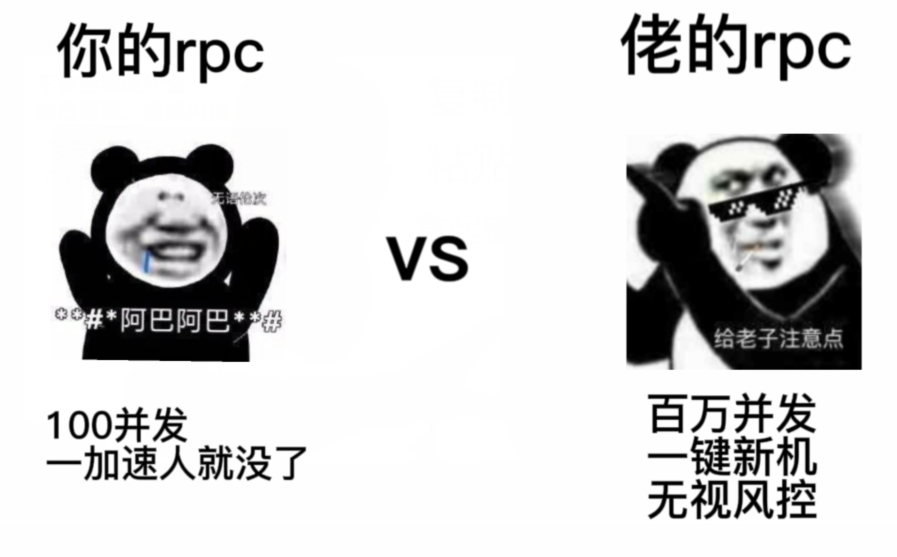 你的rpc
佬的rpc
无语伦次
VS
**#*阿巴阿巴**#
给老子注意点
100并发
一加速人就没了
百万并发
一键新机
无视风控